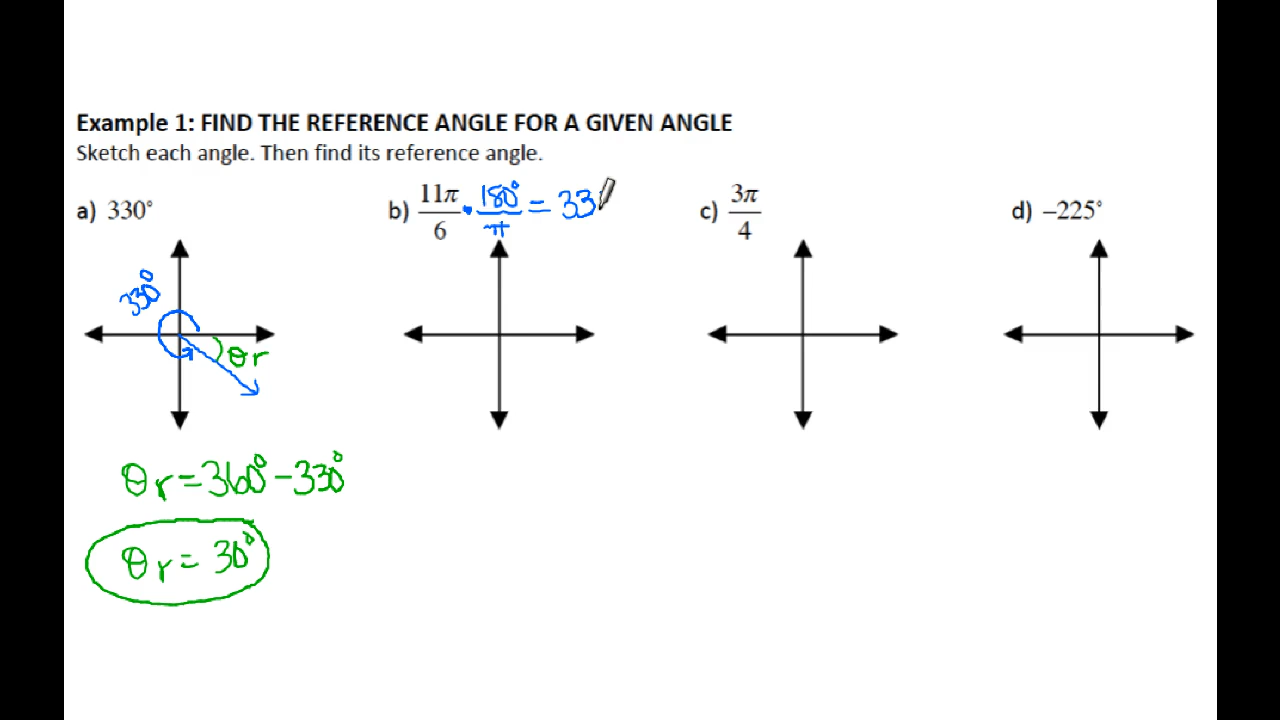 Example 1: FIND THE REFERENCE ANGLE FOR A GIVEN ANGLE
Sketch each angle. Then find its reference angle.
a) 330°
b) 11π/6 · 180°/π = 33
c) 3π/4
d) –225°
330°
θr
θr = 360° – 330°
θr = 30°